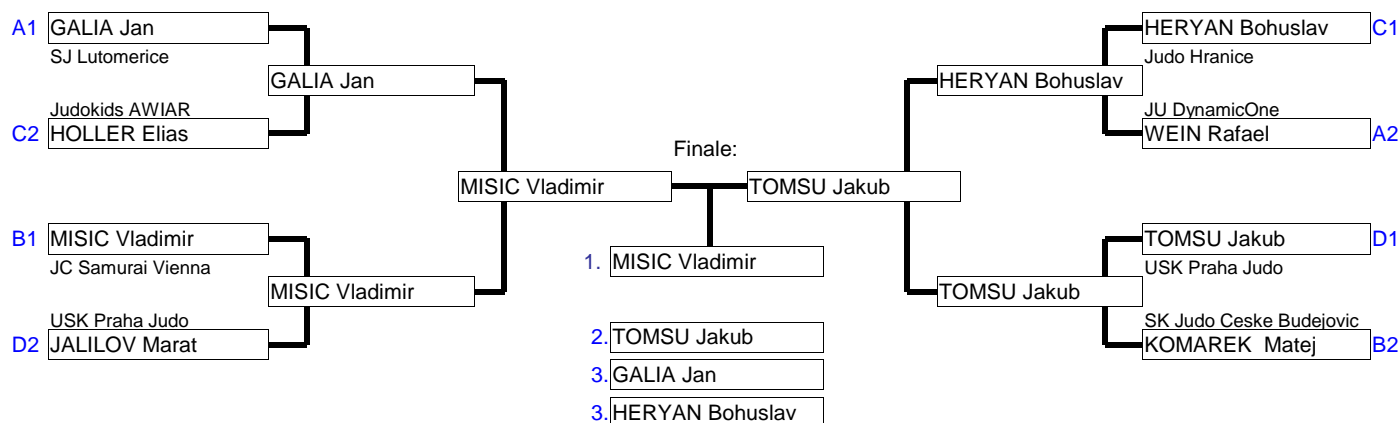 A1 GALIA Jan
SJ Lutomerice
GALIA Jan
Judokids AWIAR
C2 HOLLER Elias
MISIC Vladimir
B1 MISIC Vladimir
JC Samurai Vienna
MISIC Vladimir
USK Praha Judo
D2 JALILOV Marat
Finale:
1. MISIC Vladimir
2. TOMSU Jakub
3. GALIA Jan
3. HERYAN Bohuslav
HERYAN Bohuslav C1
Judo Hranice
HERYAN Bohuslav
JU DynamicOne
WEIN Rafael A2
TOMSU Jakub
TOMSU Jakub D1
USK Praha Judo
TOMSU Jakub
SK Judo Ceske Budejovic
KOMAREK  Matej B2